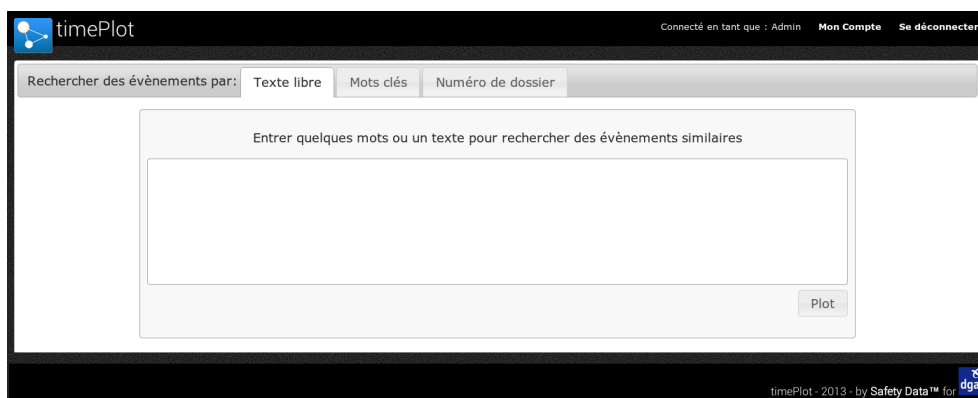 timePlot
Connecté en tant que : Admin Mon Compte Se déconnecter
Rechercher des évènements par: Texte libre Mots clés Numéro de dossier
Entrer quelques mots ou un texte pour rechercher des évènements similaires
Plot
timePlot - 2013 - by Safety Data™ for